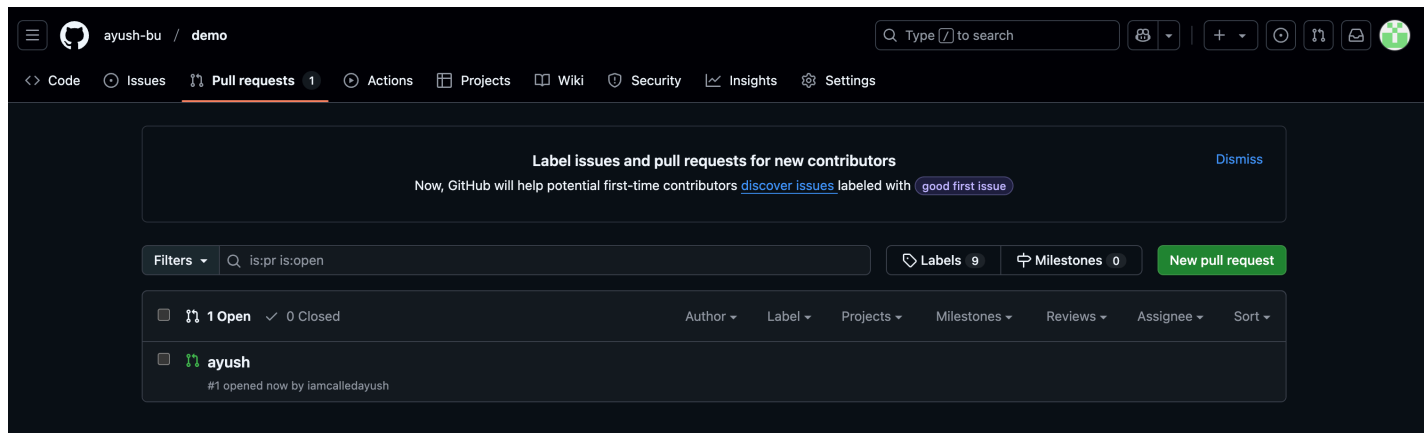 ayush-bu / demo
Type / to search
Code Issues Pull requests 1 Actions Projects Wiki Security Insights Settings
Label issues and pull requests for new contributors
Dismiss
Now, GitHub will help potential first-time contributors discover issues labeled with good first issue
Filters is:pr is:open Labels 9 Milestones 0 New pull request
1 Open 0 Closed Author Label Projects Milestones Reviews Assignee Sort
ayush
#1 opened now by iamcalledayush